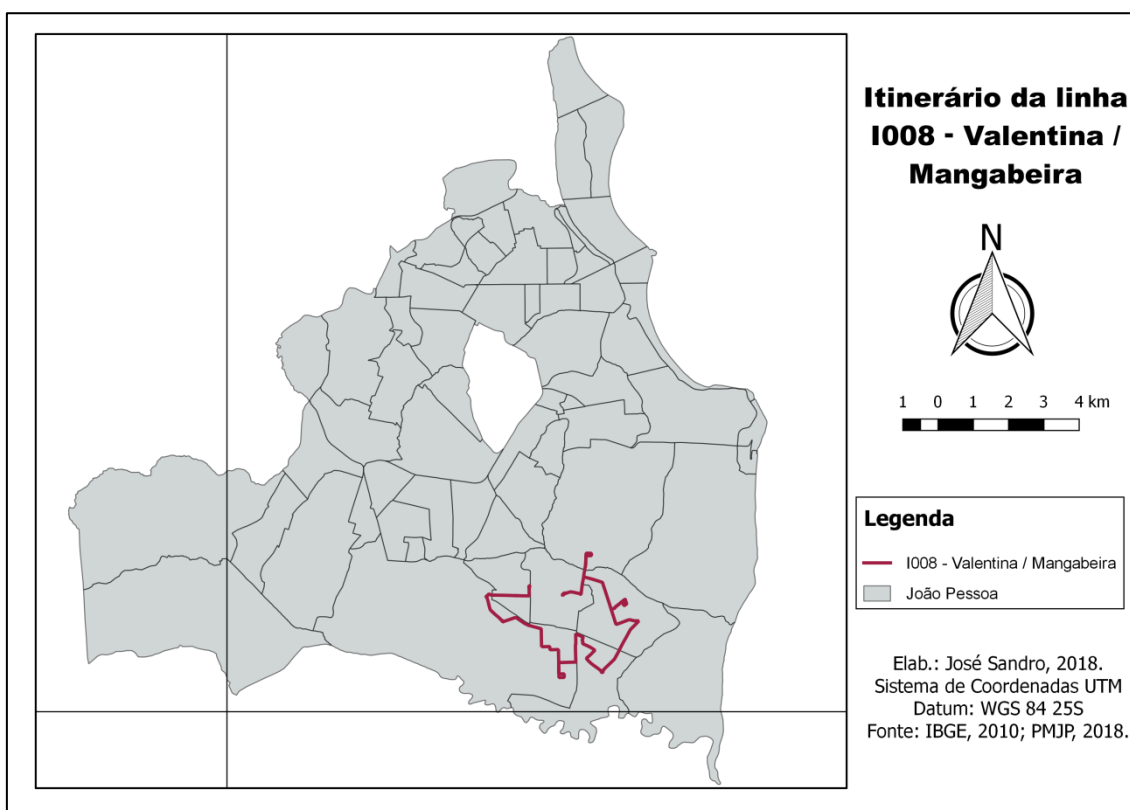 Itinerário da linha
I008 - Valentina /
Mangabeira
N
1 0 1 2 3 4 km
Legenda
I008 - Valentina / Mangabeira
João Pessoa
Elab.: José Sandro, 2018.
Sistema de Coordenadas UTM
Datum: WGS 84 25S
Fonte: IBGE, 2010; PMJP, 2018.